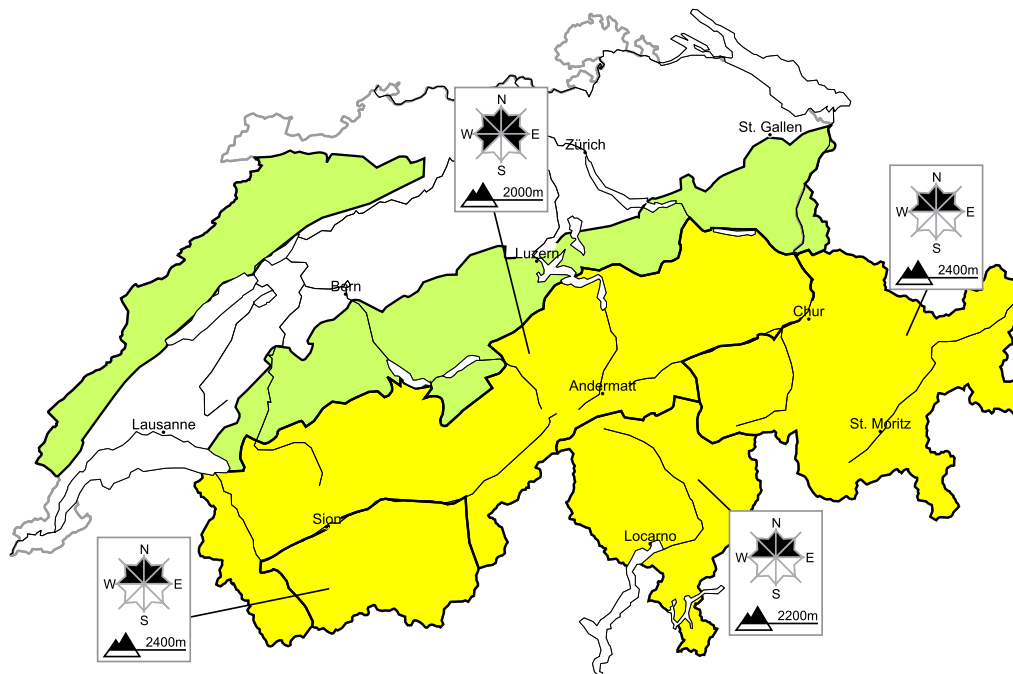 N
W E
S
2000m
Zürich
St. Gallen
N
W E
S
2400m
Luzern
Bern
Chur
Andermatt
Lausanne
St. Moritz
Sion
Locarno
N
W E
S
2200m
N
W E
S
2400m